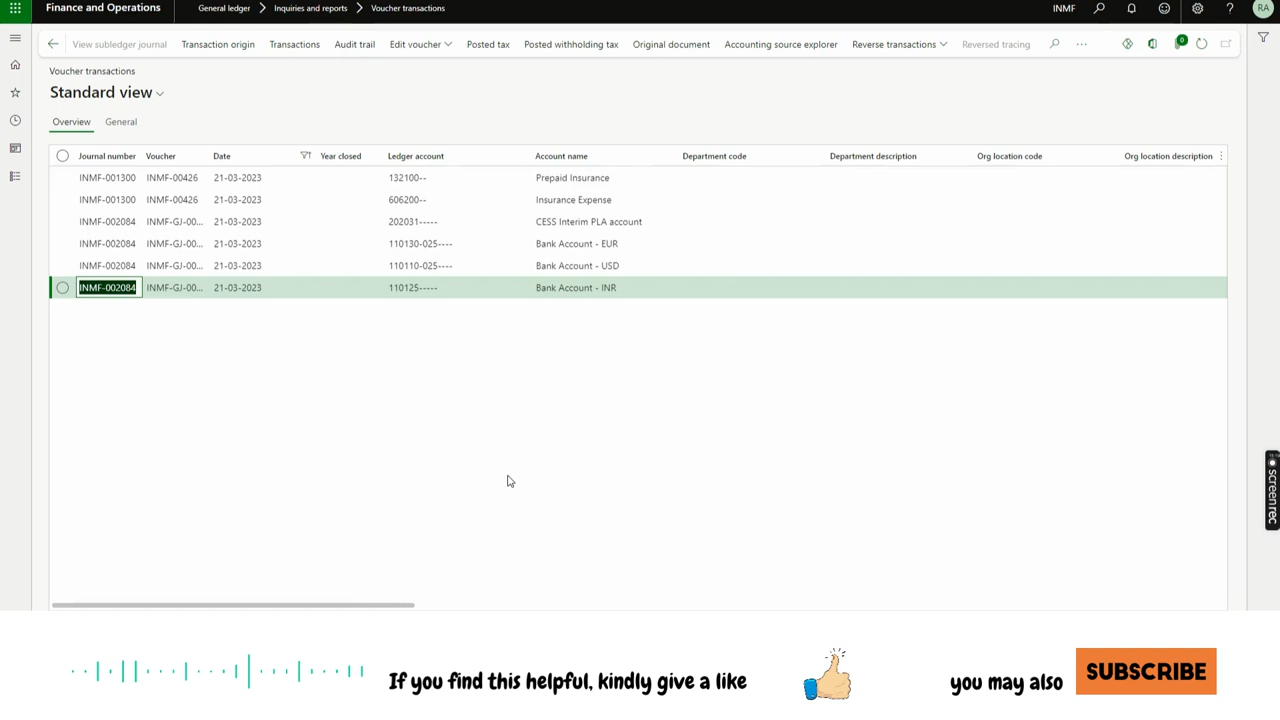 Finance and Operations
General ledger > Inquiries and reports > Voucher transactions
INMF
?
RA
View subledger journal Transaction origin Transactions Audit trail Edit voucher Posted tax Posted withholding tax Original document Accounting source explorer Reverse transactions Reversed tracing ... 0
Voucher transactions
Standard view
Overview General
Journal number Voucher Date Year closed Ledger account Account name Department code Department description Org location code Org location description
INMF-001300 INMF-00426 21-03-2023 132100-- Prepaid Insurance
INMF-001300 INMF-00426 21-03-2023 606200-- Insurance Expense
INMF-002084 INMF-GJ-00... 21-03-2023 202031----- CESS Interim PLA account
INMF-002084 INMF-GJ-00... 21-03-2023 110130-025---- Bank Account - EUR
INMF-002084 INMF-GJ-00... 21-03-2023 110110-025---- Bank Account - USD
INMF-002084 INMF-GJ-00... 21-03-2023 110125----- Bank Account - INR
screenrec
If you find this helpful, kindly give a like
you may also
SUBSCRIBE